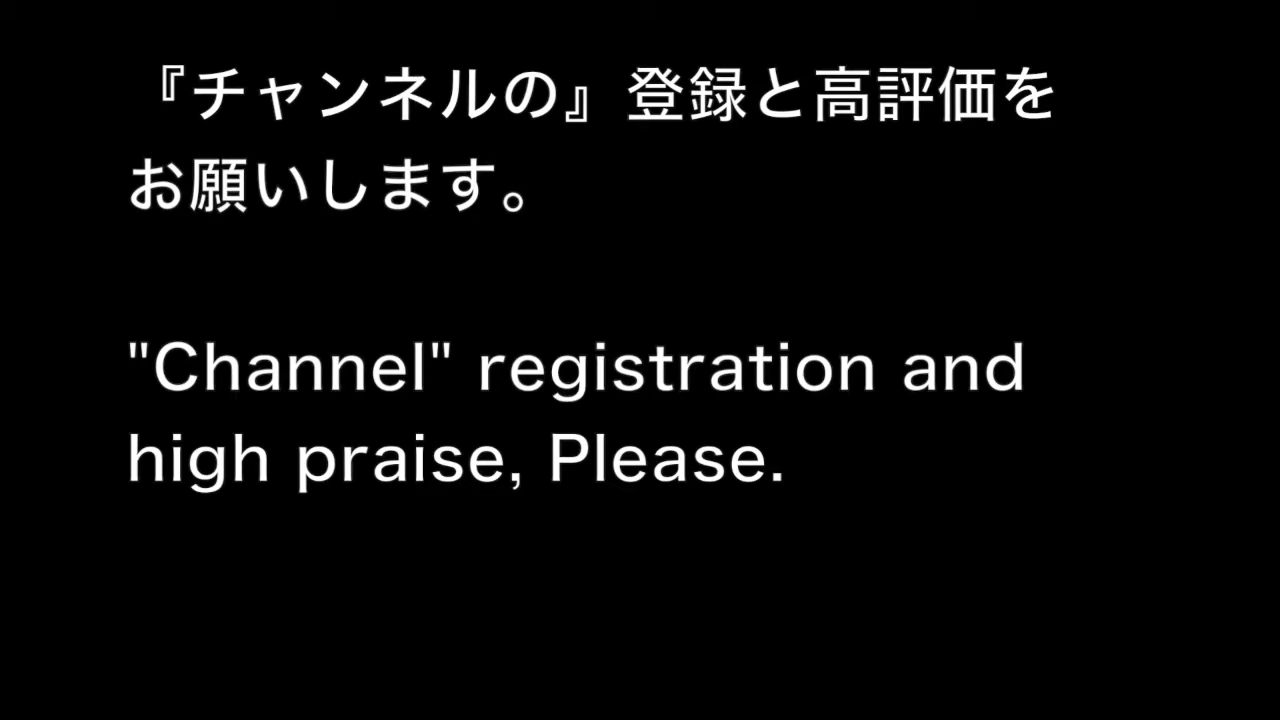 『チャンネルの』登録と高評価を
お願いします。
"Channel" registration and
high praise, Please.